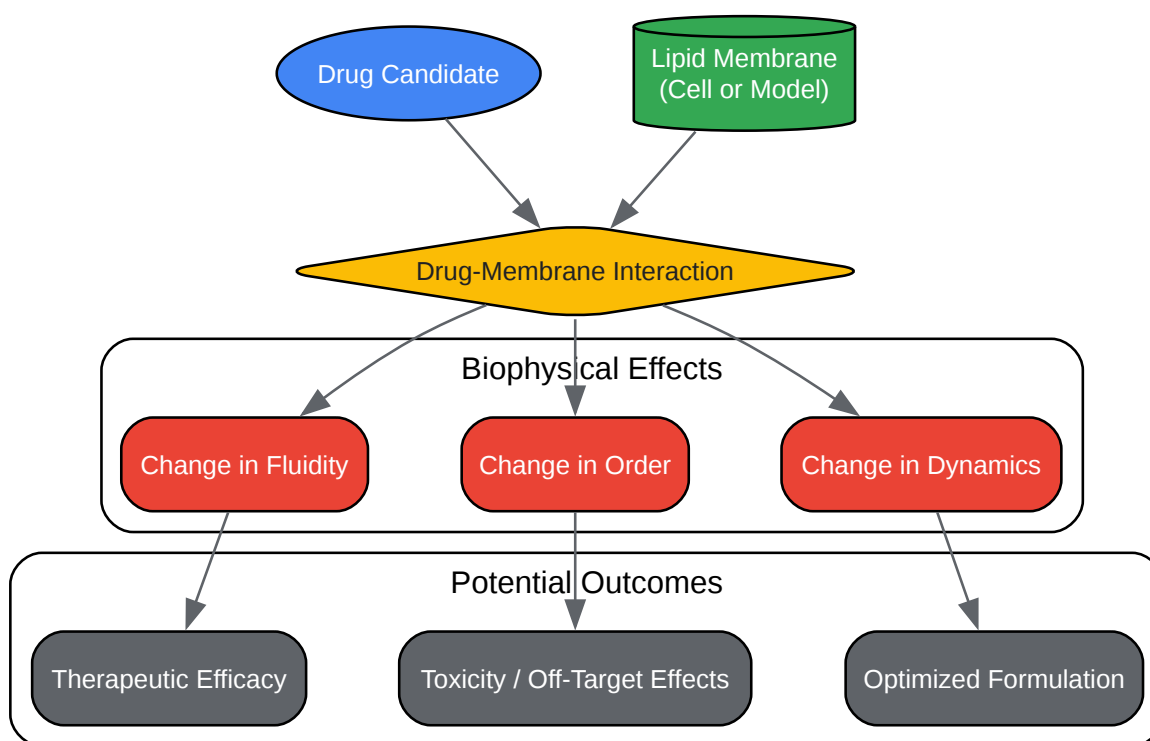 Drug Candidate
Lipid Membrane
(Cell or Model)
Drug-Membrane Interaction
Biophysical Effects
Change in Fluidity
Change in Order
Change in Dynamics
Potential Outcomes
Therapeutic Efficacy
Toxicity / Off-Target Effects
Optimized Formulation